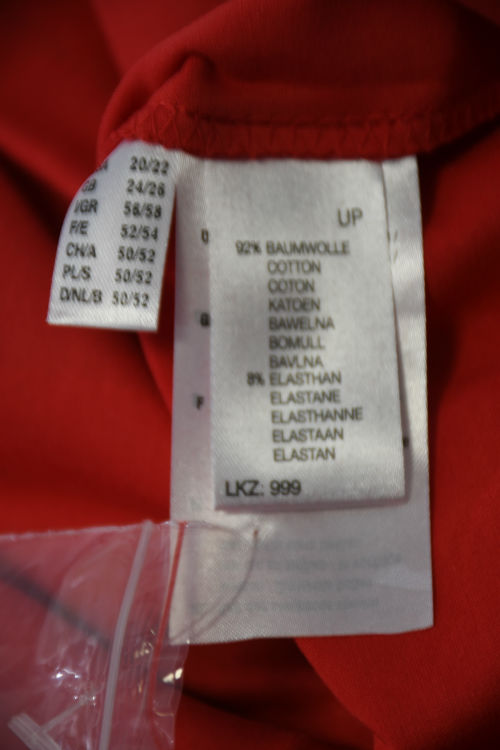 20/22
24/26
I/GR 56/58
F/E 52/54
CH/A 50/52
PL/S 50/52
D/NL/B 50/52
UP
92% BAUMWOLLE
COTTON
COTON
KATOEN
BAWELNA
BOMULL
BAVLNA
8% ELASTHAN
ELASTANE
ELASTHANNE
ELASTAAN
ELASTAN
LKZ: 999
F